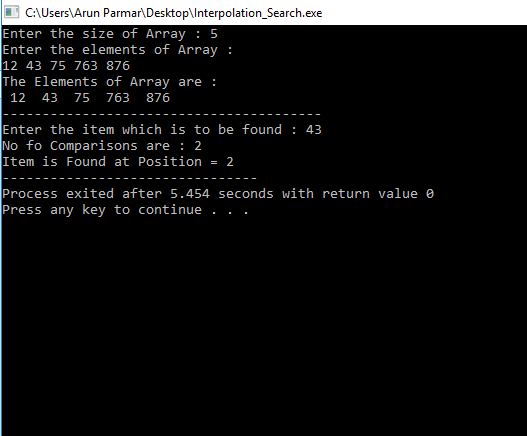 C:\Users\Arun Parmar\Desktop\Interpolation_Search.exe
Enter the size of Array : 5
Enter the elements of Array :
12 43 75 763 876
The Elements of Array are :
 12  43  75  763  876
----------------------------------------
Enter the item which is to be found : 43
No fo Comparisons are : 2
Item is Found at Position = 2
--------------------------------
Process exited after 5.454 seconds with return value 0
Press any key to continue . . .